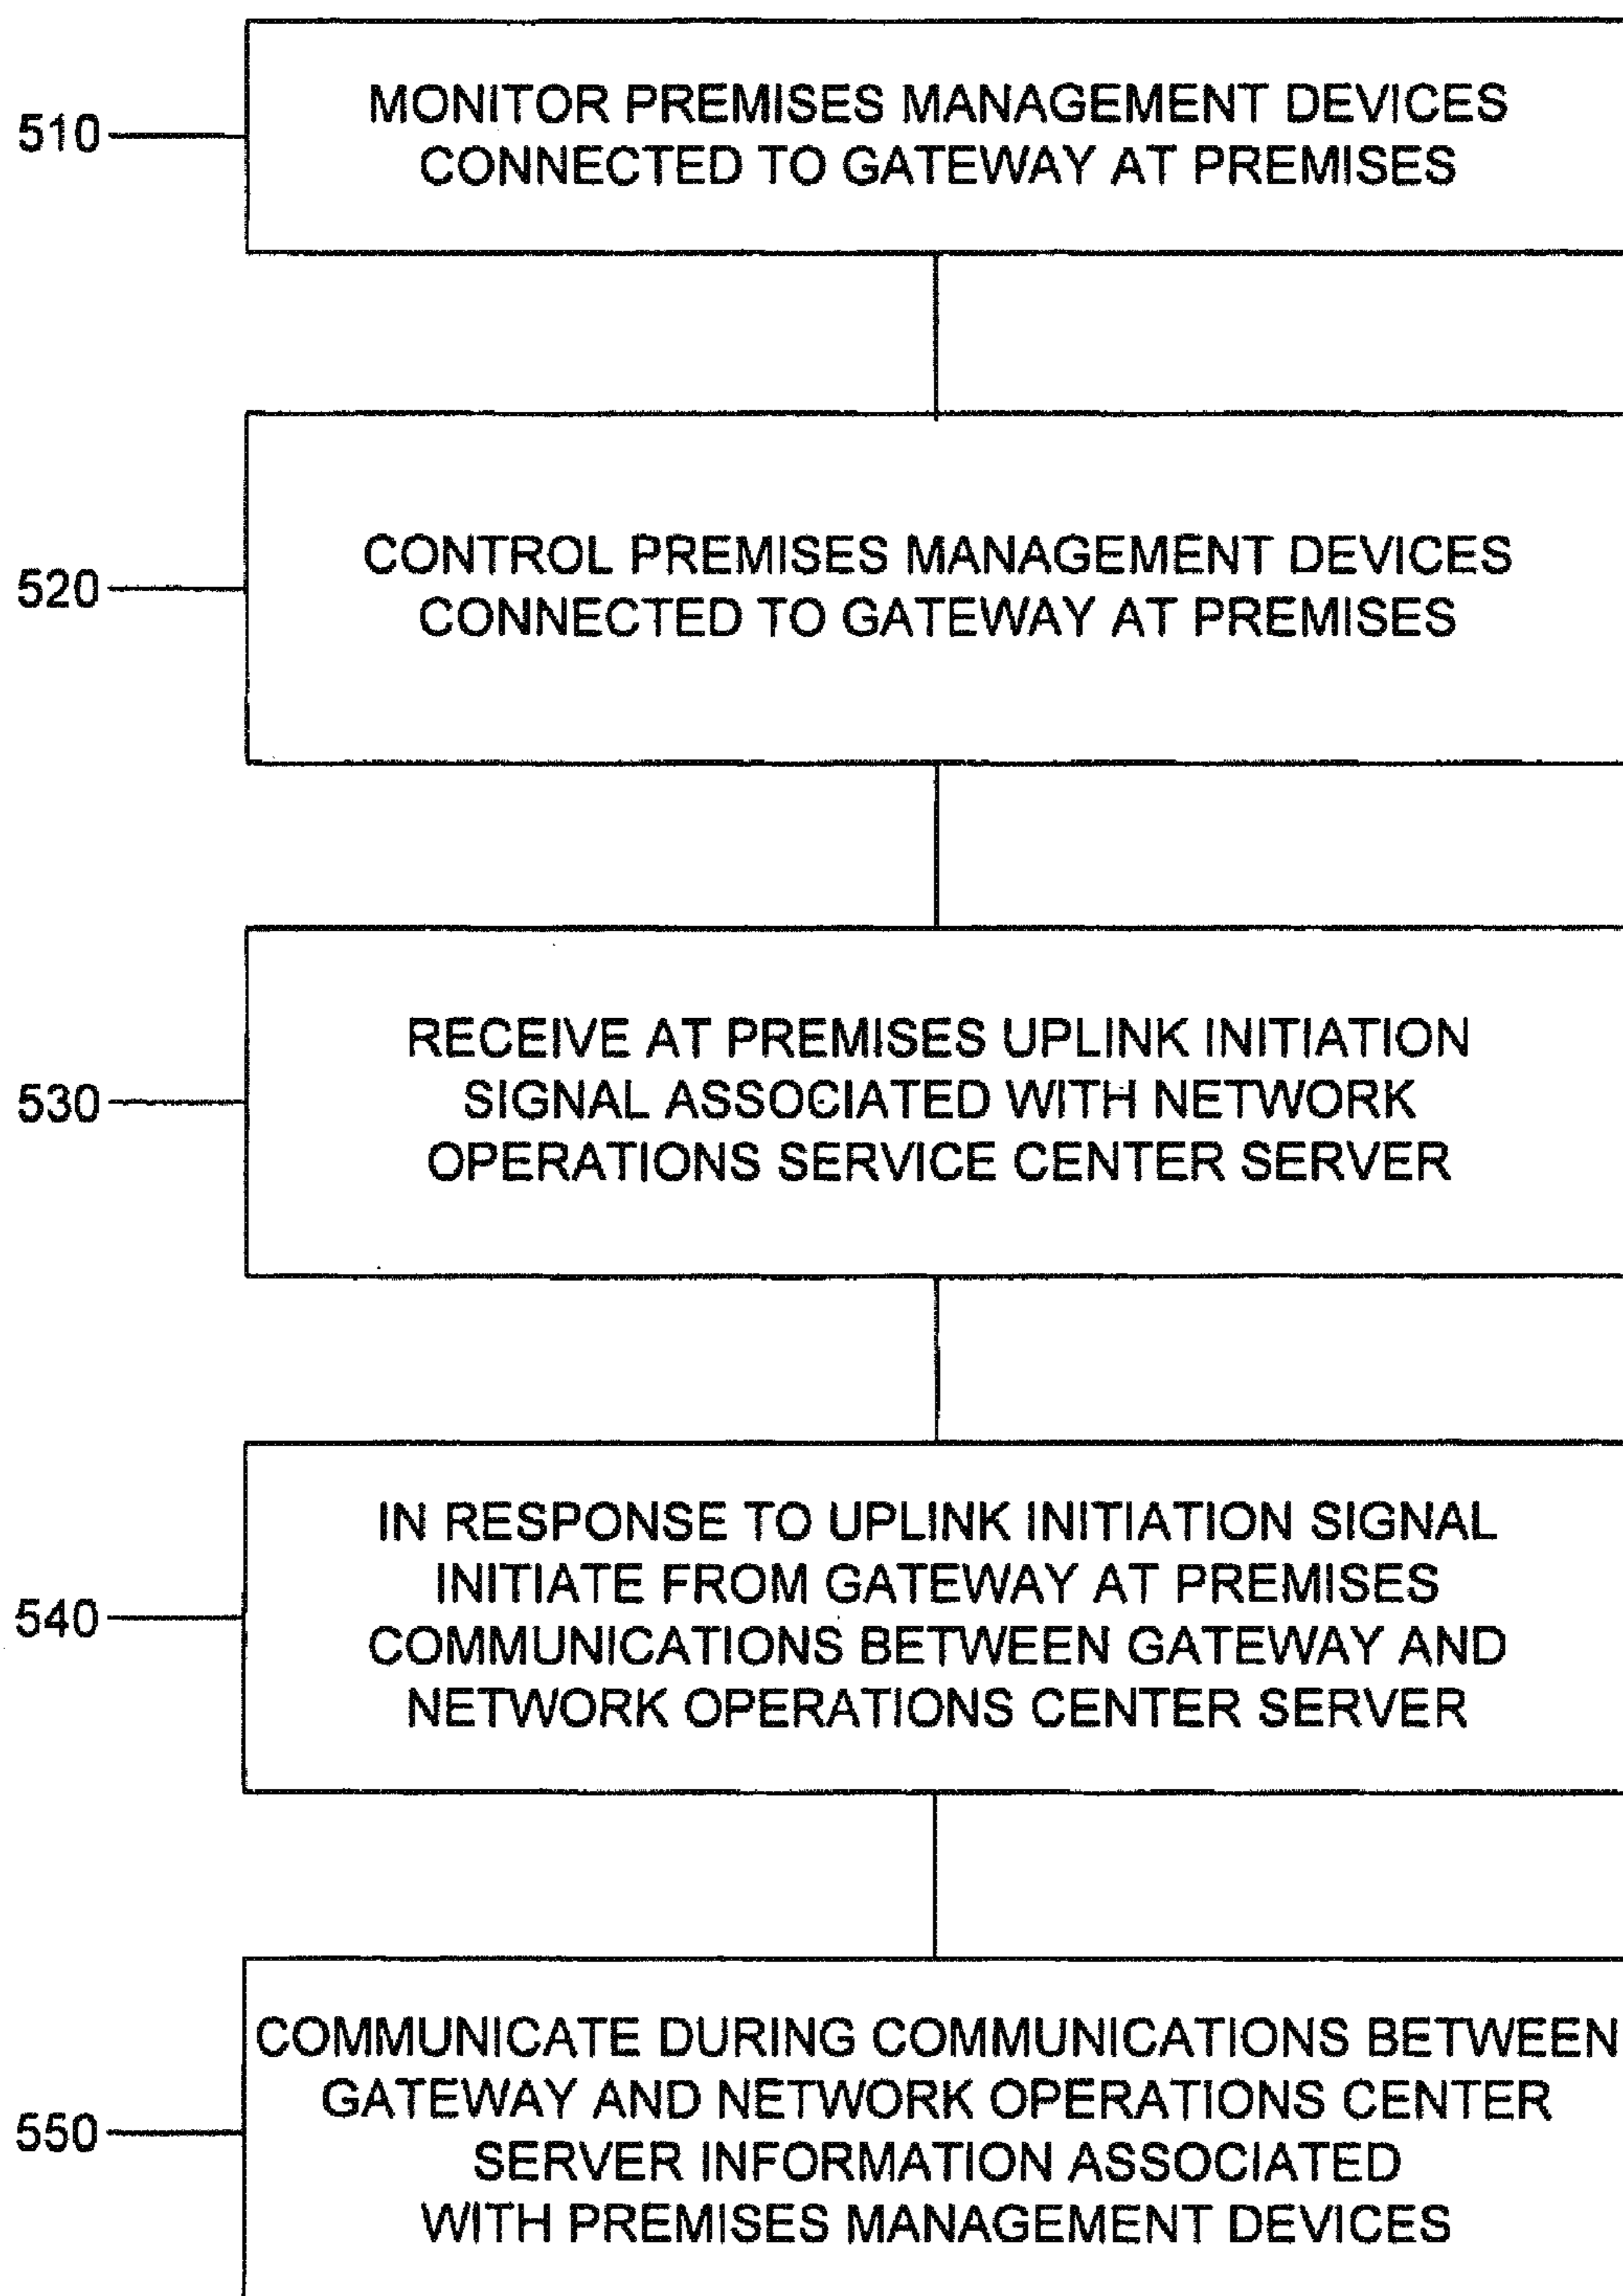 510
MONITOR PREMISES MANAGEMENT DEVICES
CONNECTED TO GATEWAY AT PREMISES
520
CONTROL PREMISES MANAGEMENT DEVICES
CONNECTED TO GATEWAY AT PREMISES
530
RECEIVE AT PREMISES UPLINK INITIATION
SIGNAL ASSOCIATED WITH NETWORK
OPERATIONS SERVICE CENTER SERVER
540
IN RESPONSE TO UPLINK INITIATION SIGNAL
INITIATE FROM GATEWAY AT PREMISES
COMMUNICATIONS BETWEEN GATEWAY AND
NETWORK OPERATIONS CENTER SERVER
550
COMMUNICATE DURING COMMUNICATIONS BETWEEN
GATEWAY AND NETWORK OPERATIONS CENTER
SERVER INFORMATION ASSOCIATED
WITH PREMISES MANAGEMENT DEVICES